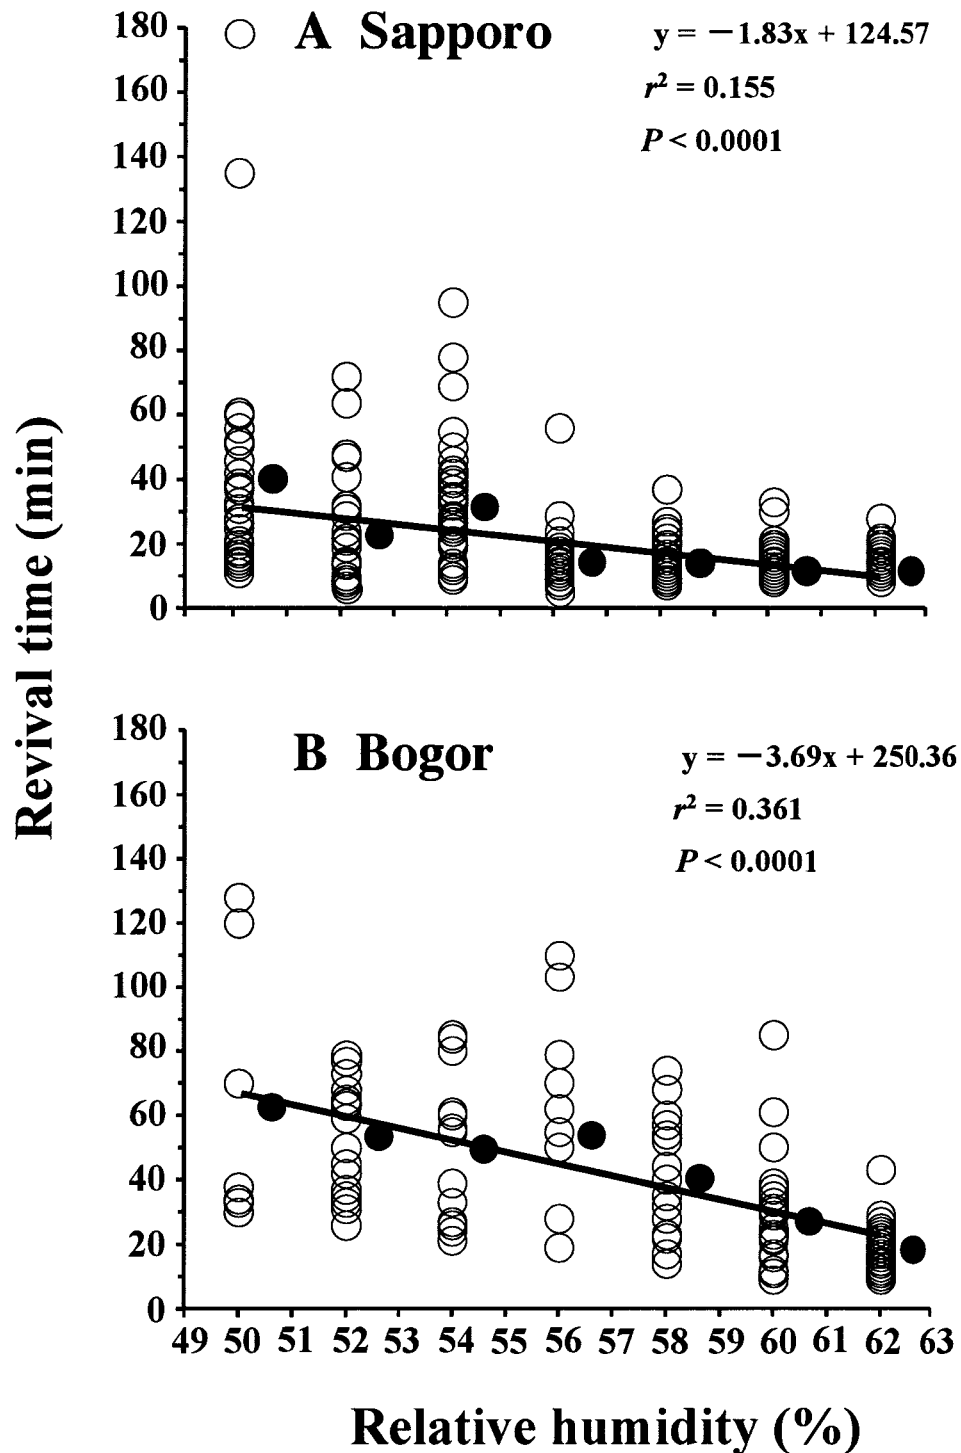 A Sapporo
y = −1.83x + 124.57
r² = 0.155
P < 0.0001
180
160
140
120
100
80
60
40
20
0
Revival time (min)
B Bogor
y = −3.69x + 250.36
r² = 0.361
P < 0.0001
180
160
140
120
100
80
60
40
20
0
49 50 51 52 53 54 55 56 57 58 59 60 61 62 63
Relative humidity (%)